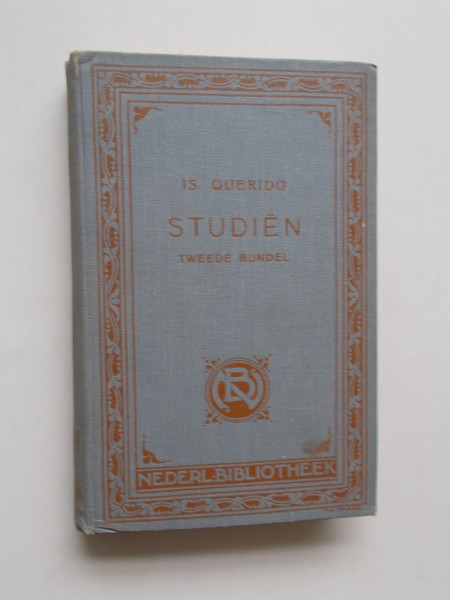 IS. QUERIDO
STUDIËN
TWEEDE BUNDEL
NB
NEDERL. BIBLIOTHEEK